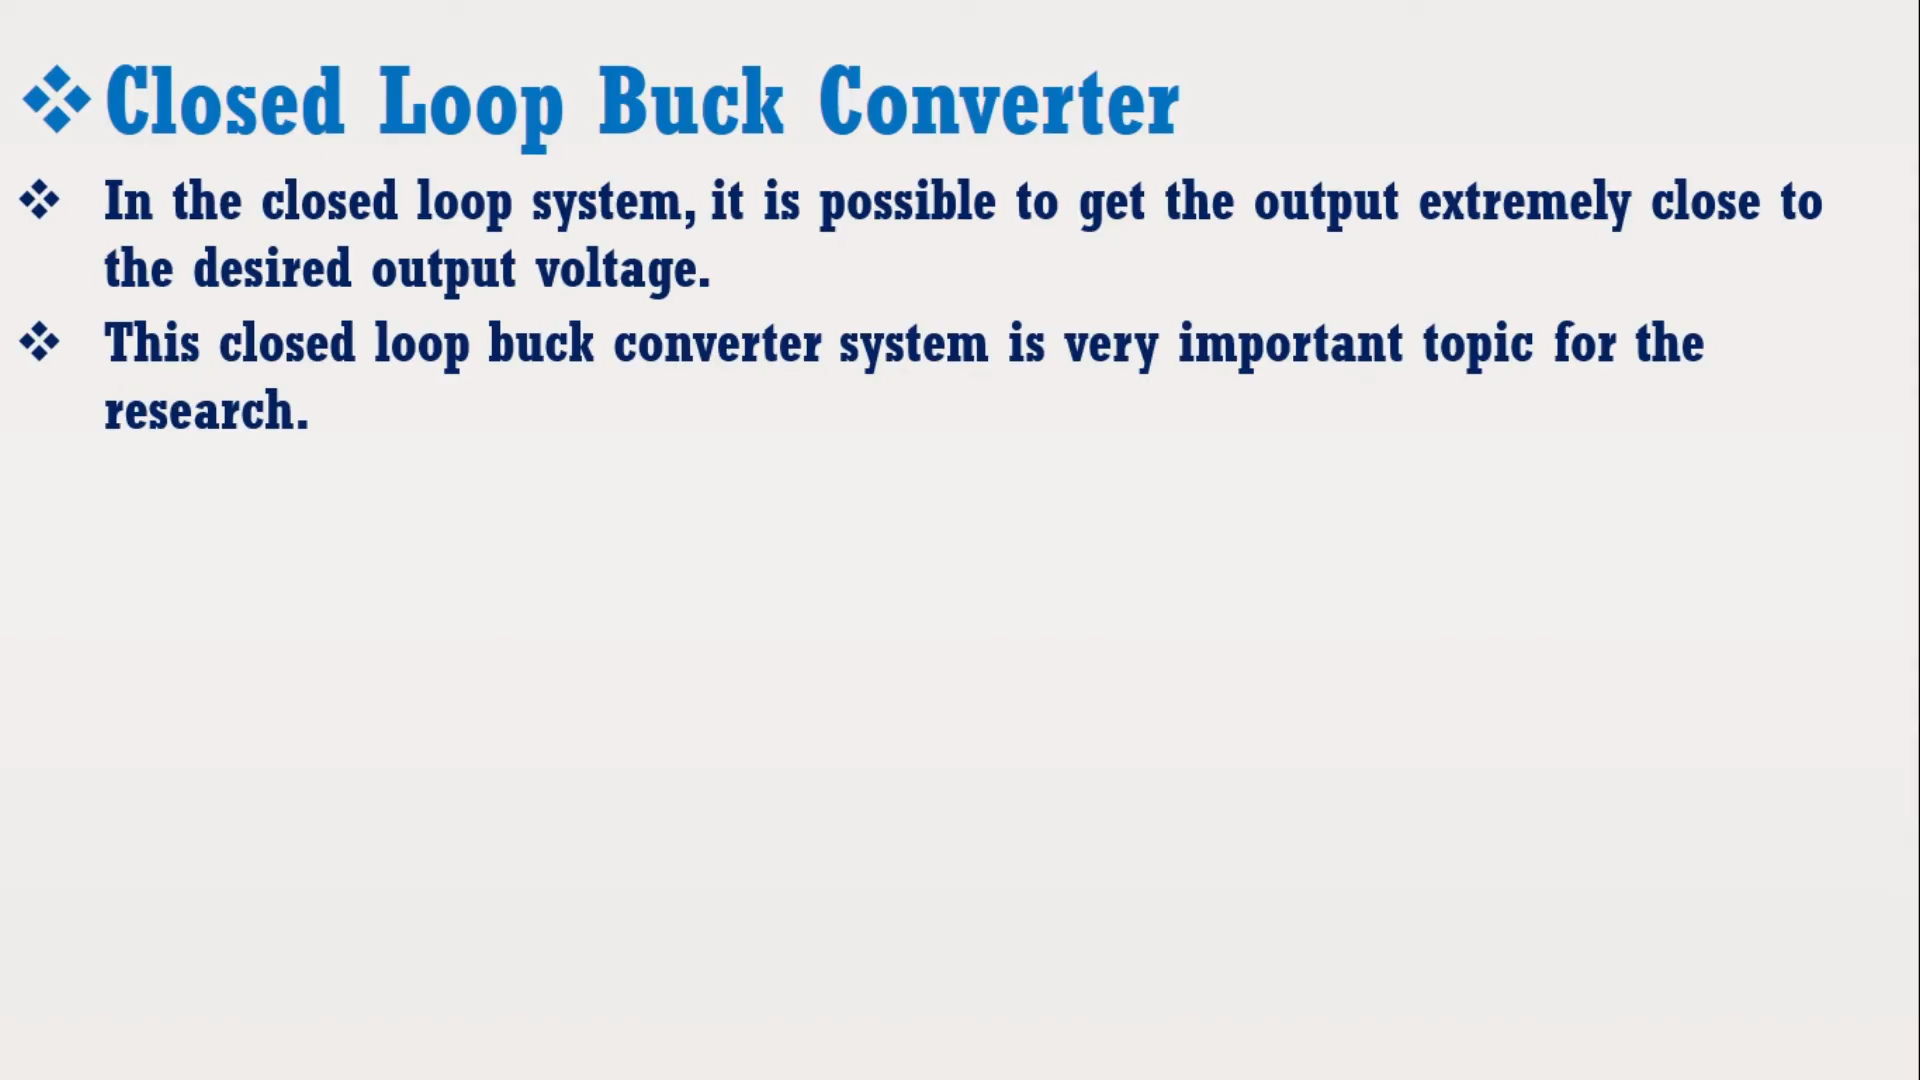 ❖Closed Loop Buck Converter
❖ In the closed loop system, it is possible to get the output extremely close to
the desired output voltage.
❖ This closed loop buck converter system is very important topic for the
research.